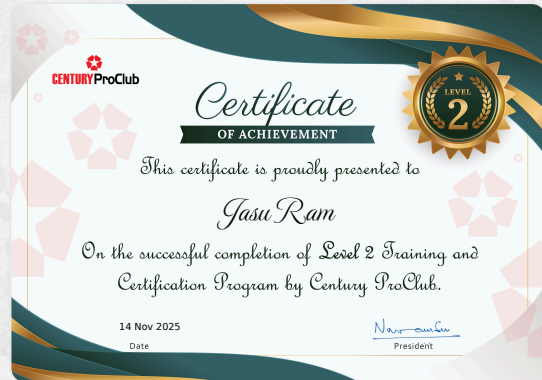 CENTURY ProClub
LEVEL
2
Certificate
OF ACHIEVEMENT
This certificate is proudly presented to
Jasu Ram
On the successful completion of Level 2 Training and
Certification Program by Century ProClub.
14 Nov 2025
Date
President